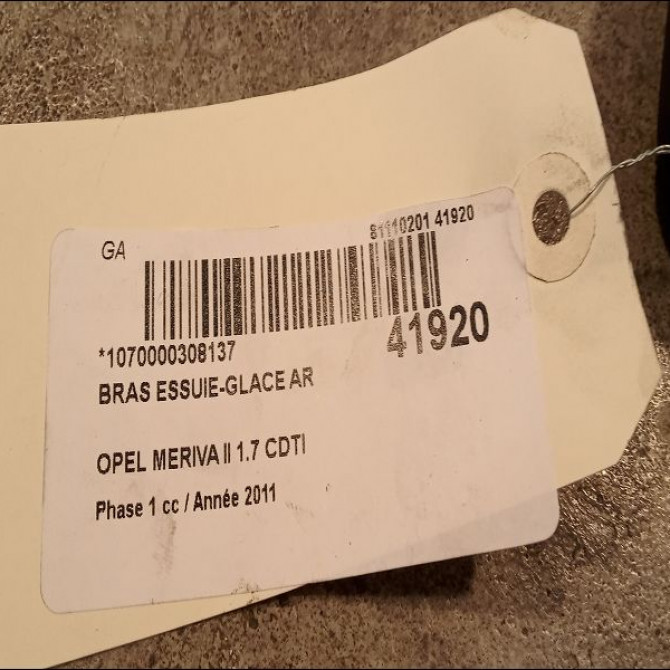 GA
81110201 41920
*1070000308137
41920
BRAS ESSUIE-GLACE AR
OPEL MERIVA II 1.7 CDTI
Phase 1 cc / Année 2011